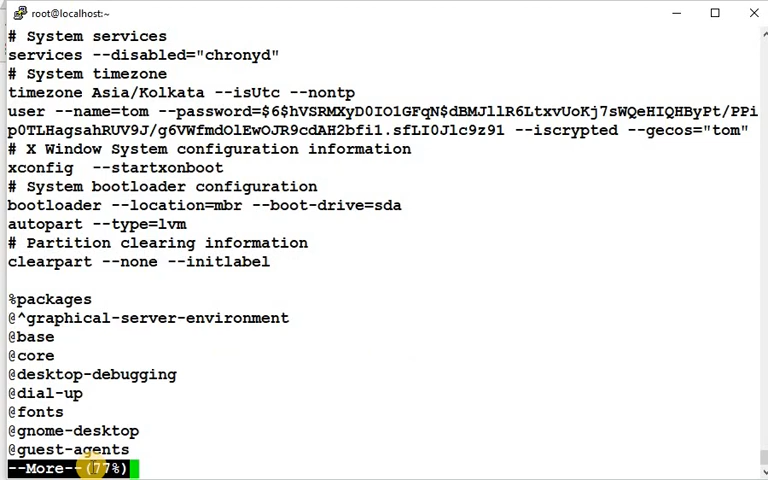 root@localhost:~
# System services
services --disabled="chronyd"
# System timezone
timezone Asia/Kolkata --isUtc --nontp
user --name=tom --password=$6$hVSRMXyD0IO1GFqN$dBMJllR6LtxvUoKj7sWQeHIQHByPt/PPi
p0TLHagsahRUV9J/g6VWfmdOlEwOJR9cdAH2bfi1.sfLI0Jlc9z91 --iscrypted --gecos="tom"
# X Window System configuration information
xconfig  --startxonboot
# System bootloader configuration
bootloader --location=mbr --boot-drive=sda
autopart --type=lvm
# Partition clearing information
clearpart --none --initlabel
%packages
@^graphical-server-environment
@base
@core
@desktop-debugging
@dial-up
@fonts
@gnome-desktop
@guest-agents
--More--(77%)